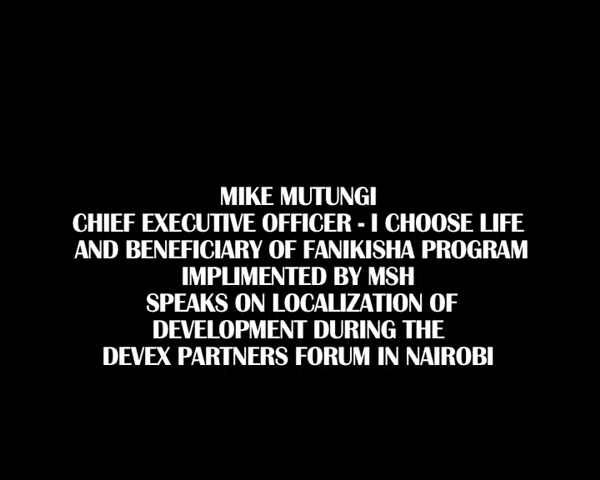 MIKE MUTUNGI
CHIEF EXECUTIVE OFFICER - I CHOOSE LIFE
AND BENEFICIARY OF FANIKISHA PROGRAM
IMPLIMENTED BY MSH
SPEAKS ON LOCALIZATION OF
DEVELOPMENT DURING THE
DEVEX PARTNERS FORUM IN NAIROBI